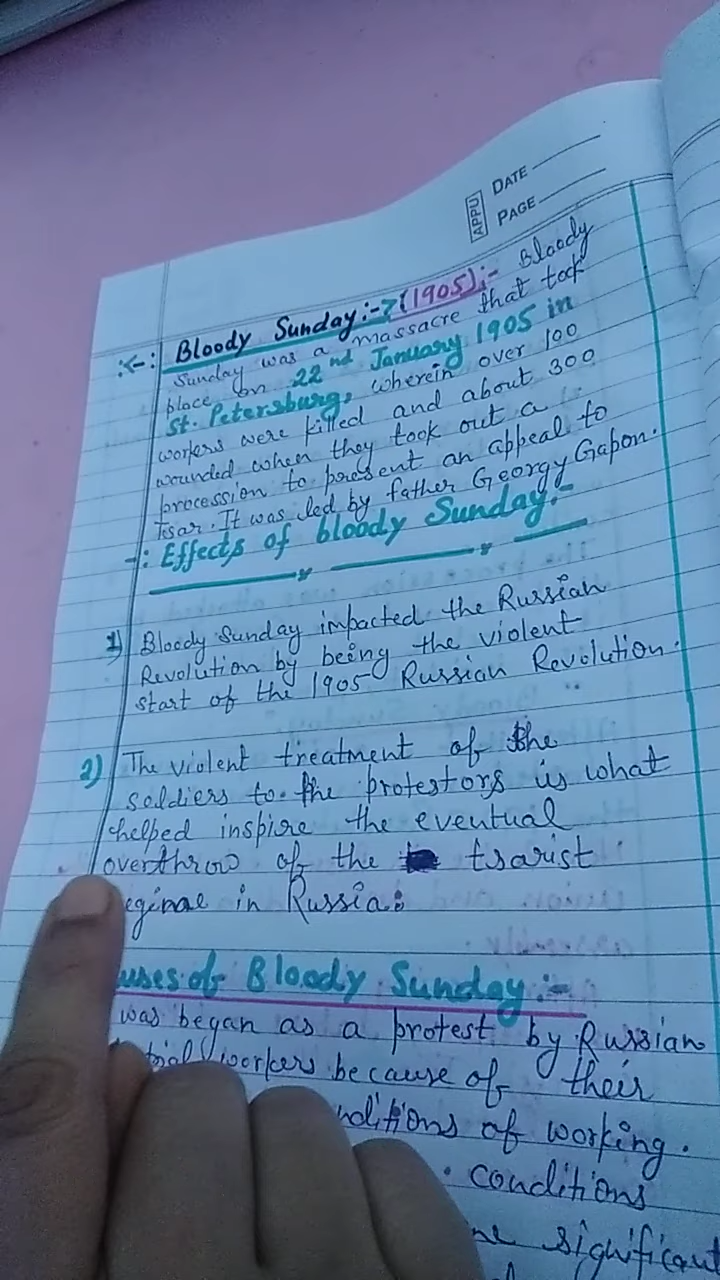 APPU
DATE
PAGE
:<-: Bloody Sunday:-7(1905):- Bloody
Sunday was a massacre that took
place on 22nd January 1905 in
St. Petersburg, wherein over 100
workers were killed and about 300
wounded when they took out a
procession to present an appeal to
Tsar. It was led by father Georgy Gapon.
-: Effects of bloody Sunday:-
1) Bloody Sunday impacted the Russian
Revolution by being the violent
start of the 1905 Russian Revolution.
2) The violent treatment of the
soldiers to the protestors is what
helped inspire the eventual
overthrow of the tsarist
in Russia:
of Bloody Sunday:-
was began as a protest by Russian
workers because of their
of working.
conditions
significant